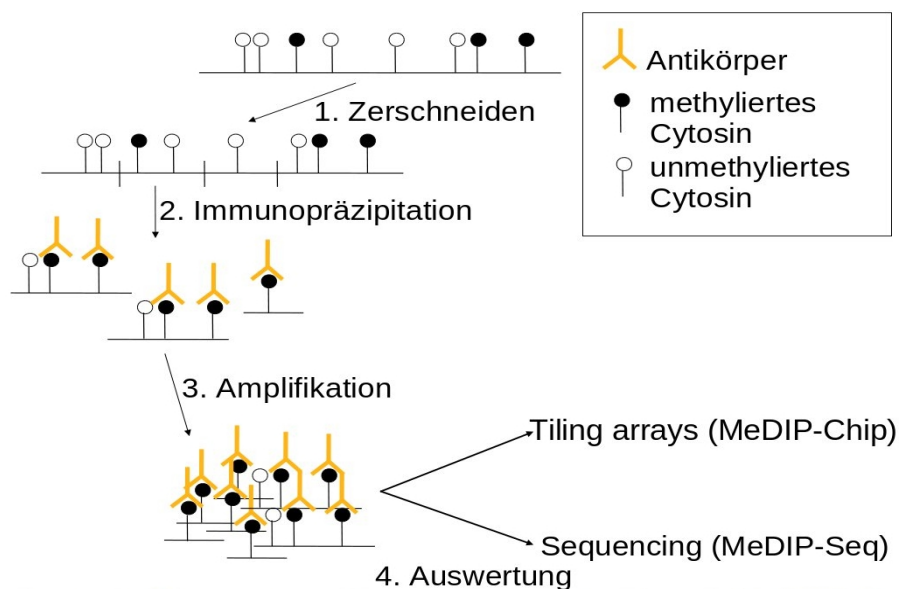 Antikörper
methyliertes
Cytosin
unmethyliertes
Cytosin
1. Zerschneiden
2. Immunopräzipitation
3. Amplifikation
Tiling arrays (MeDIP-Chip)
Sequencing (MeDIP-Seq)
4. Auswertung